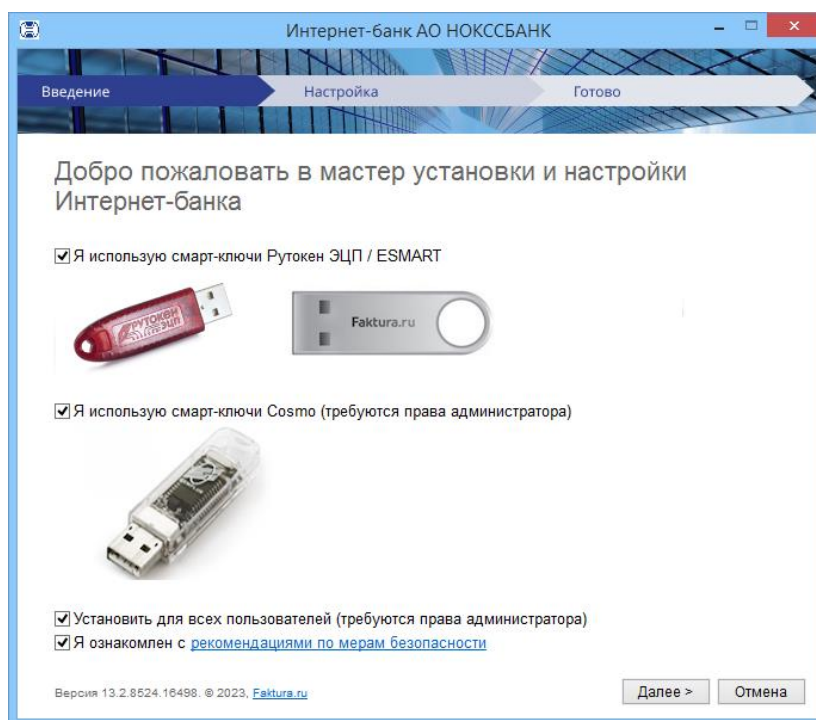 Интернет-банк АО НОКССБАНК
Введение
Настройка
Готово
Добро пожаловать в мастер установки и настройки
Интернет-банка
Я использую смарт-ключи Рутокен ЭЦП / ESMART
РУТОКЕН
ЭЦП
Faktura.ru
Я использую смарт-ключи Cosmo (требуются права администратора)
Установить для всех пользователей (требуются права администратора)
Я ознакомлен с рекомендациями по мерам безопасности
Версия 13.2.8524.16498. © 2023, Faktura.ru
Далее >
Отмена